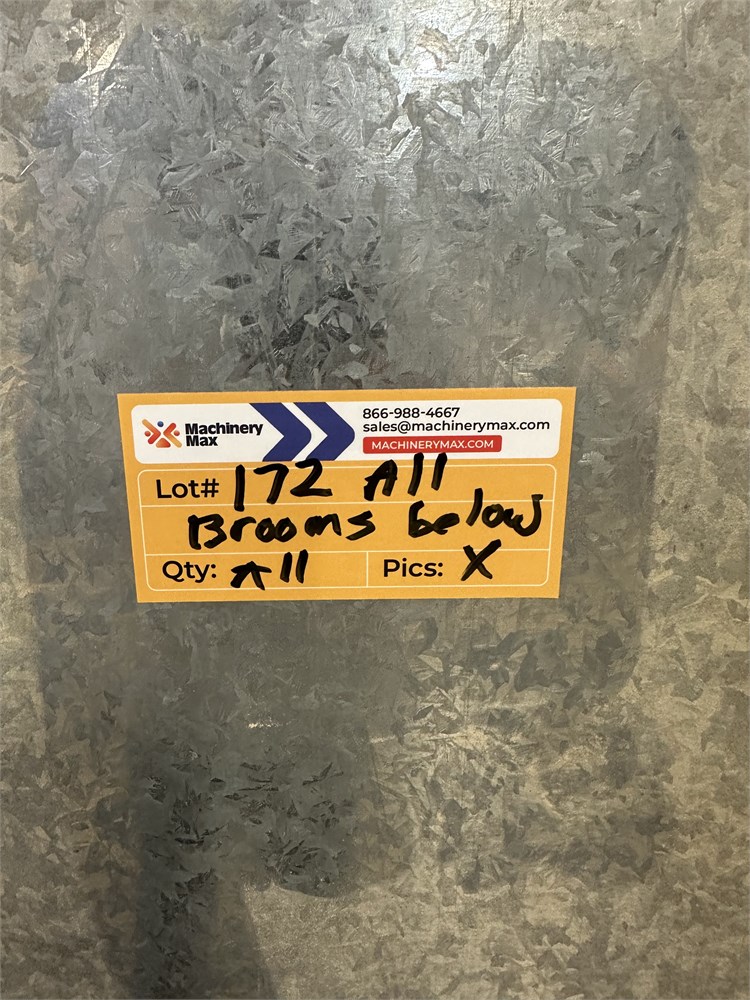 Machinery
Max
866-988-4667
sales@machinerymax.com
MACHINERYMAX.COM
Lot# 172 All
Brooms below
Qty: All
Pics: X